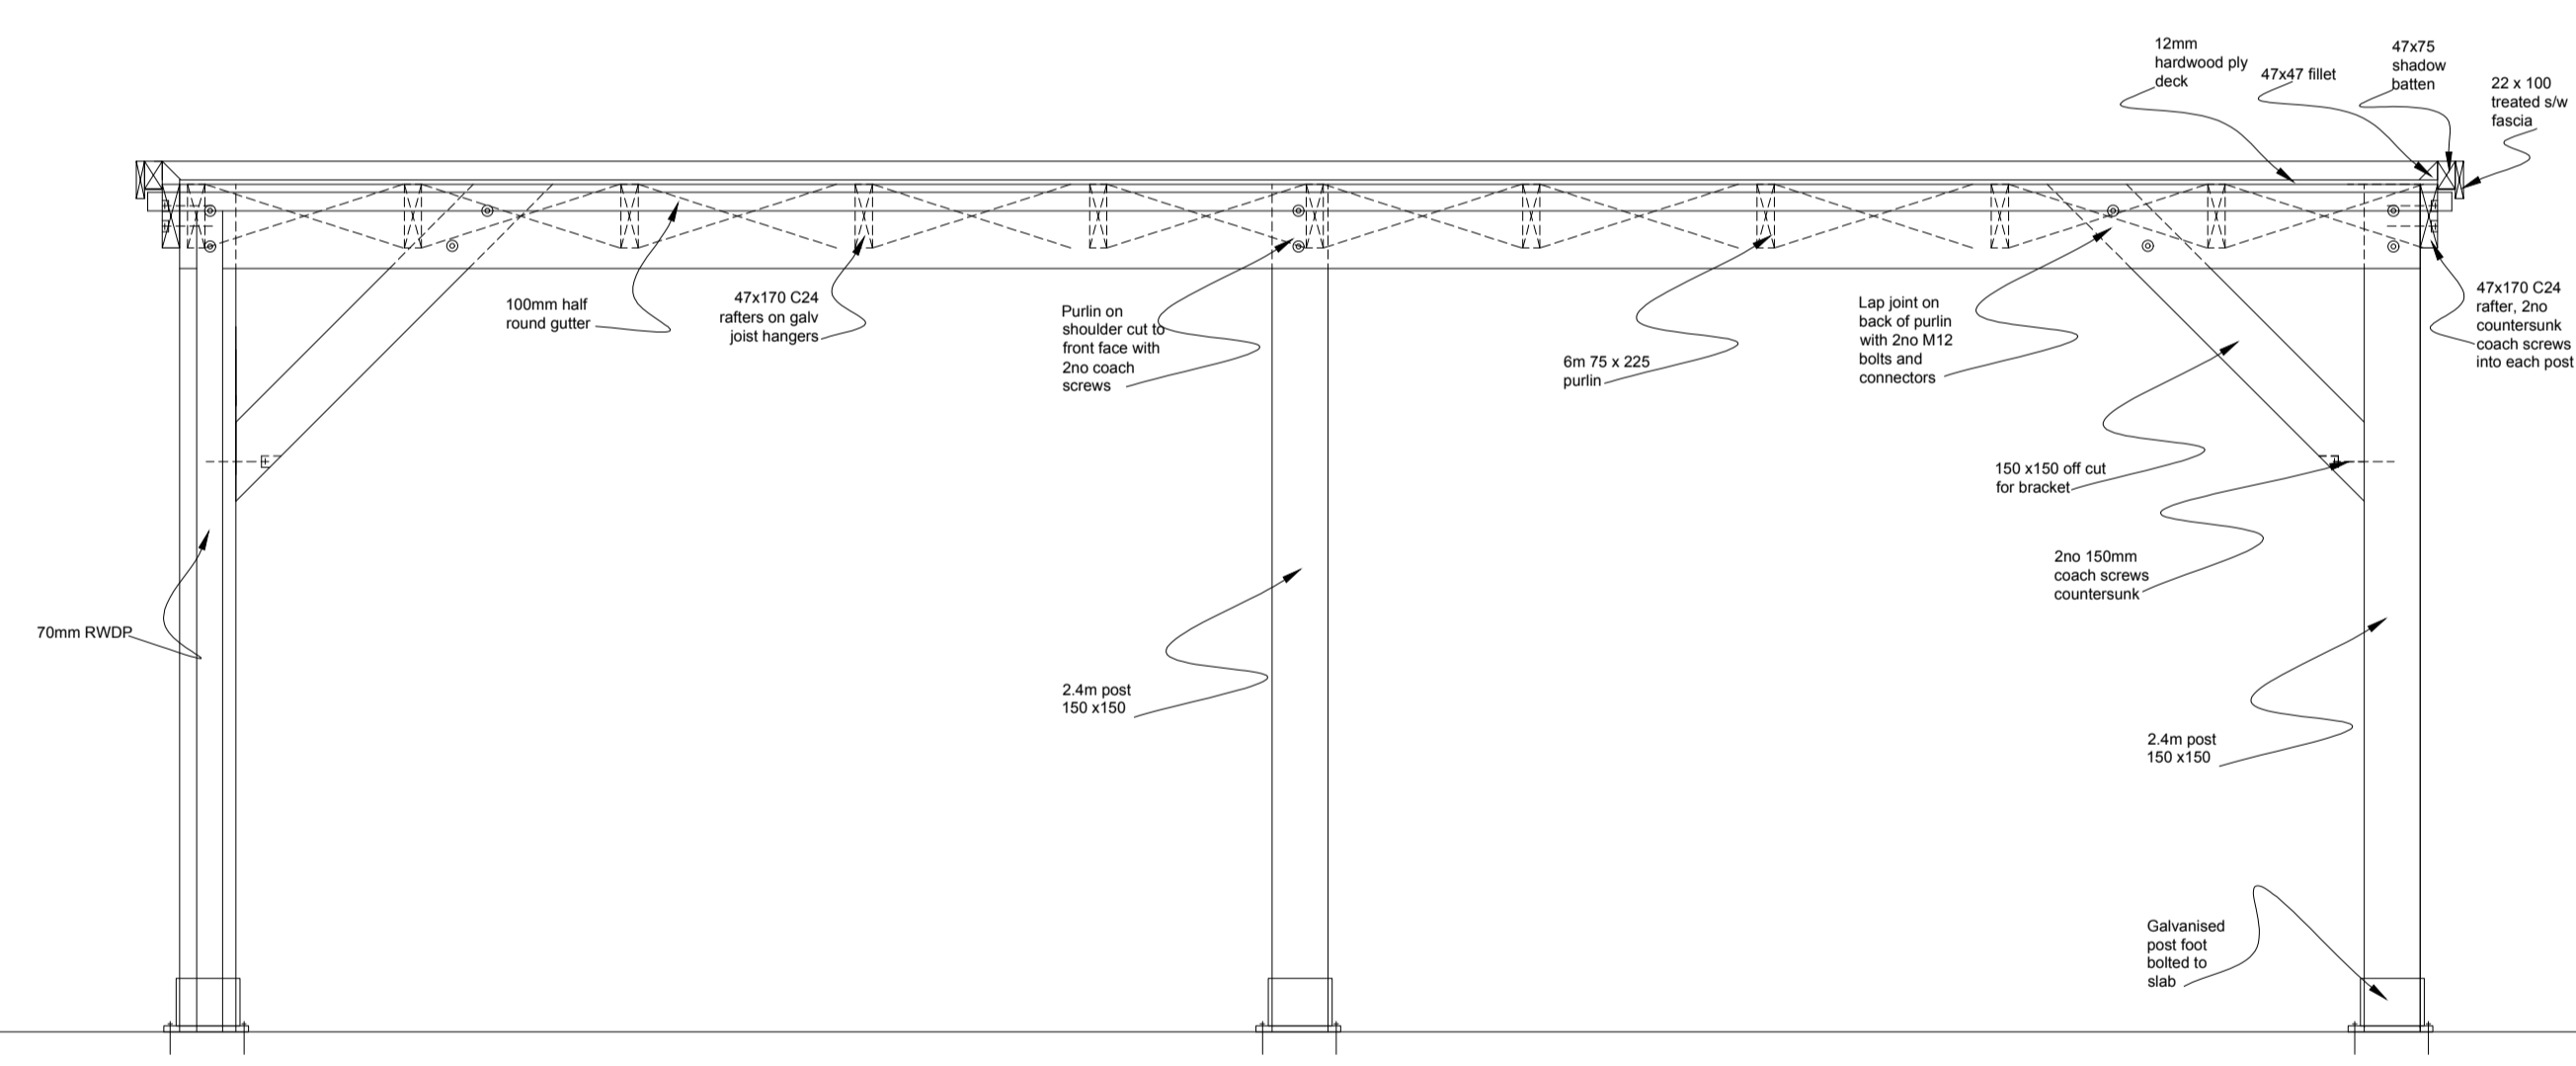 12mm
hardwood ply
deck
47x47 fillet
47x75
shadow
batten
22 x 100
treated s/w
fascia
100mm half
round gutter
47x170 C24
rafters on galv
joist hangers
Purlin on
shoulder cut to
front face with
2no coach
screws
6m 75 x 225
purlin
Lap joint on
back of purlin
with 2no M12
bolts and
connectors
47x170 C24
rafter, 2no
countersunk
coach screws
into each post
150 x150 off cut
for bracket
2no 150mm
coach screws
countersunk
70mm RWDP
2.4m post
150 x150
2.4m post
150 x150
Galvanised
post foot
bolted to
slab